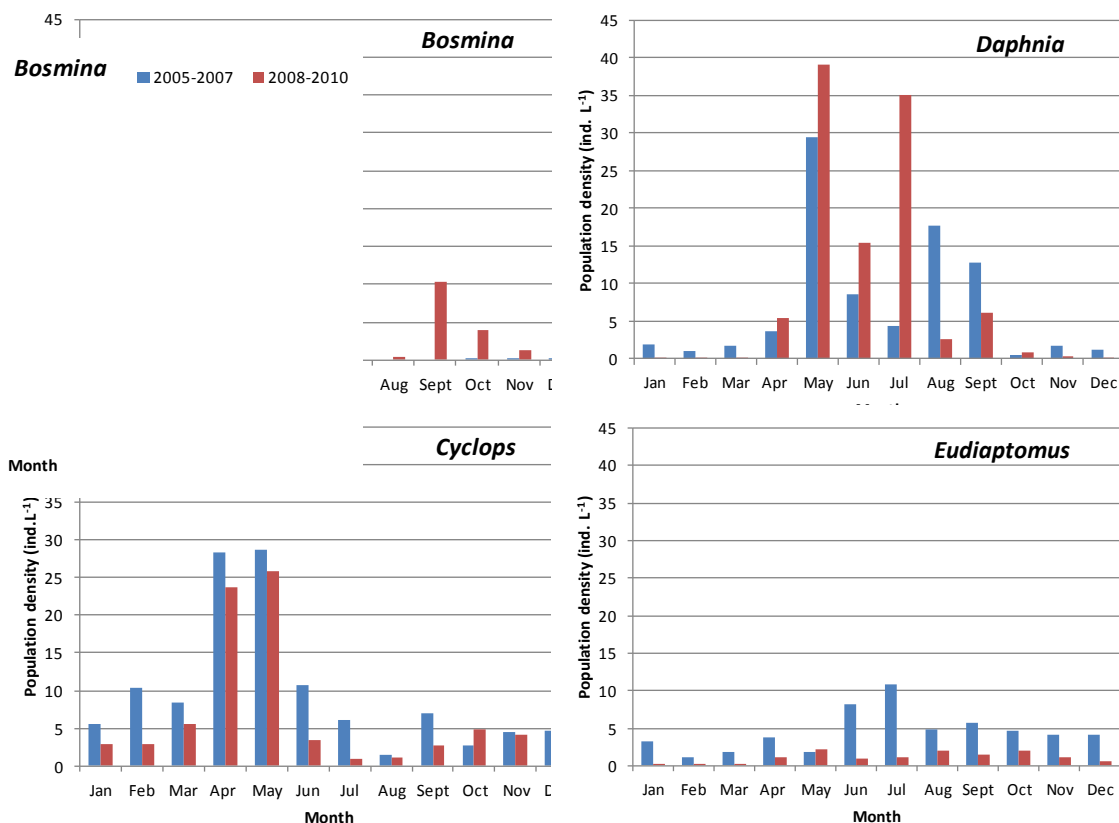 45
Bosmina
Bosmina
2005-2007
2008-2010
Aug Sept Oct Nov
45
40
35
30
25
20
15
10
5
0
Population density (ind. L-1)
Daphnia
Jan Feb Mar Apr May Jun Jul Aug Sept Oct Nov Dec
Cyclops
Month
35
30
25
20
15
10
5
0
Population density (ind.L-1)
Jan Feb Mar Apr May Jun Jul Aug Sept Oct Nov
Month
45
40
35
30
25
20
15
10
5
0
Population density (ind. L-1)
Eudiaptomus
Jan Feb Mar Apr May Jun Jul Aug Sept Oct Nov Dec
Month